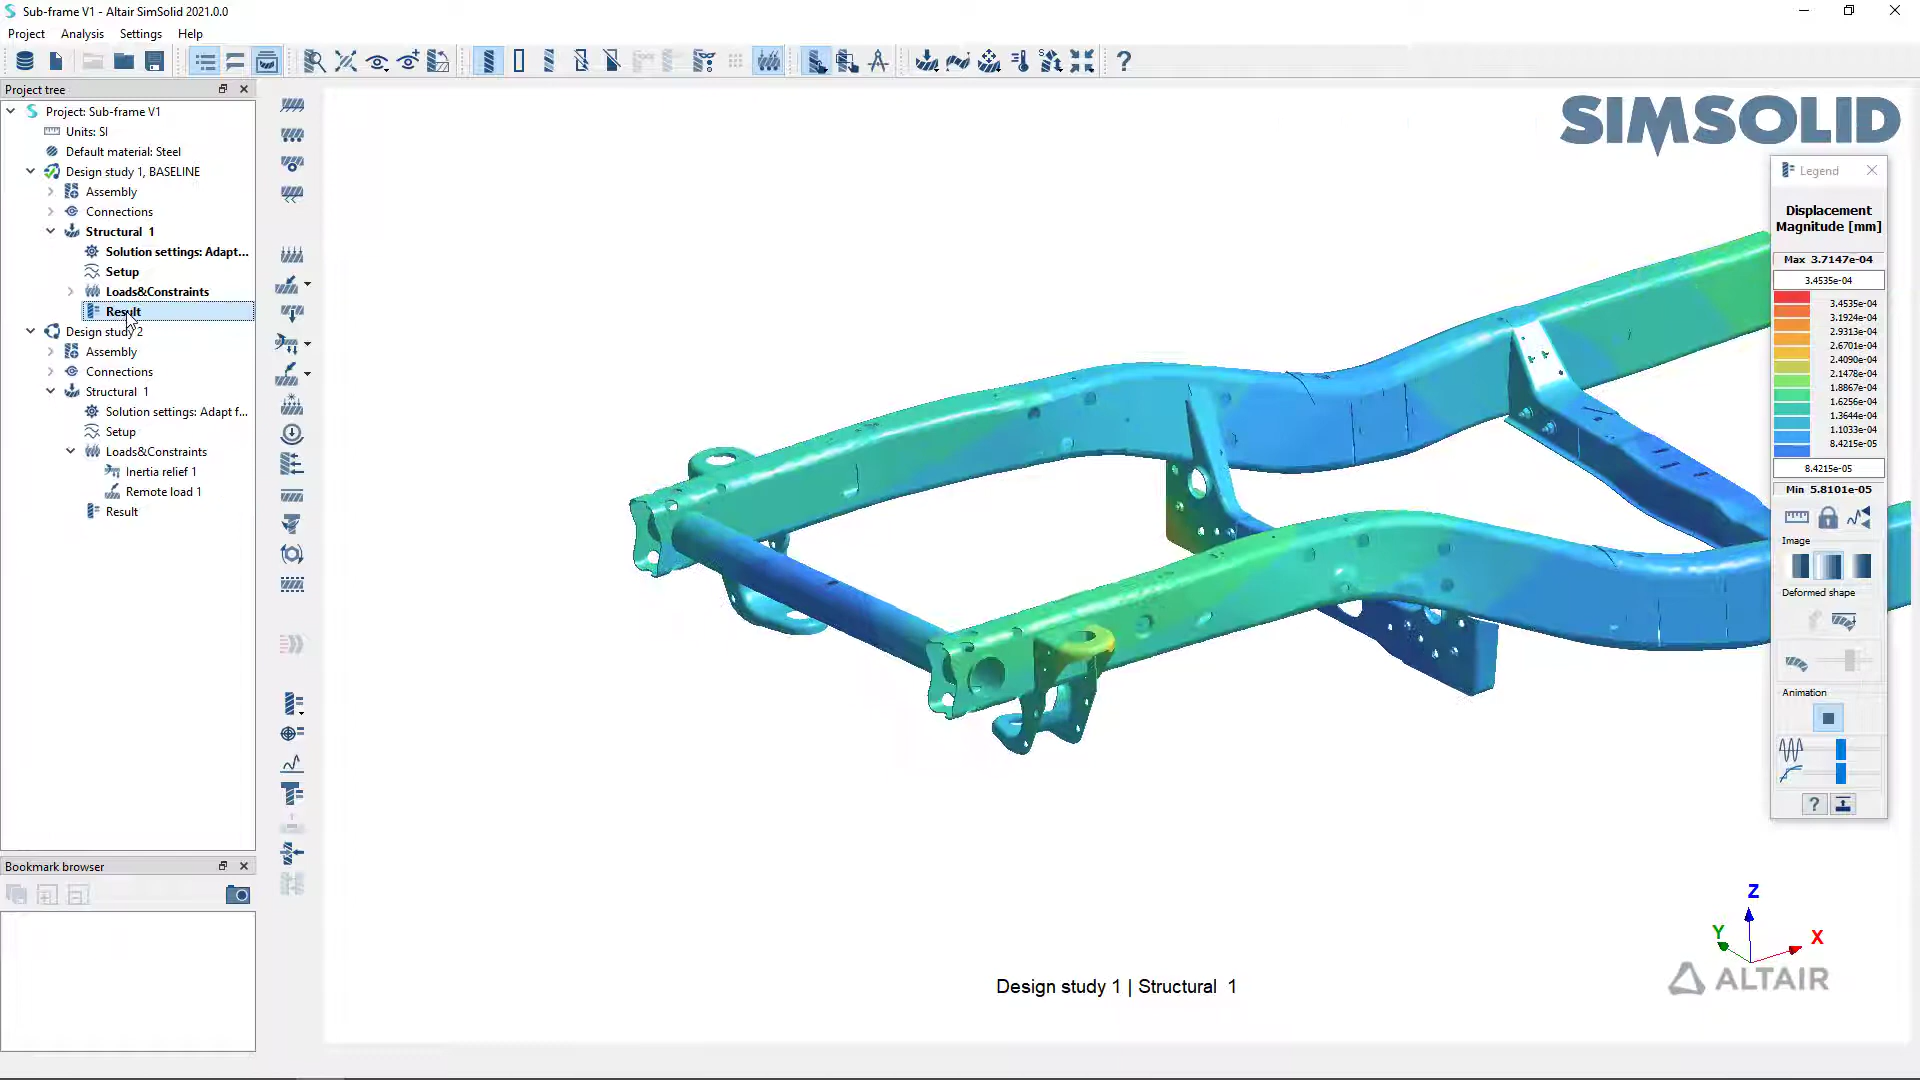 Sub-frame V1 - Altair SimSolid 2021.0.0
Project Analysis Settings Help
Project tree
Project: Sub-frame V1
Units: SI
Default material: Steel
Design study 1, BASELINE
Assembly
Connections
Structural 1
Solution settings: Adapt...
Setup
Loads&Constraints
Result
Design study 2
Assembly
Connections
Structural 1
Solution settings: Adapt f...
Setup
Loads&Constraints
Inertia relief 1
Remote load 1
Result
Bookmark browser
SIMSOLID
Legend
Displacement
Magnitude [mm]
Max 3.7147e-04
3.4535e-04
3.4535e-04
3.1924e-04
2.9313e-04
2.6701e-04
2.4090e-04
2.1478e-04
1.8867e-04
1.6256e-04
1.3644e-04
1.1033e-04
8.4215e-05
8.4215e-05
Min 5.8101e-05
Image
Deformed shape
Animation
?
Z
Y
X
ALTAIR
Design study 1 | Structural 1